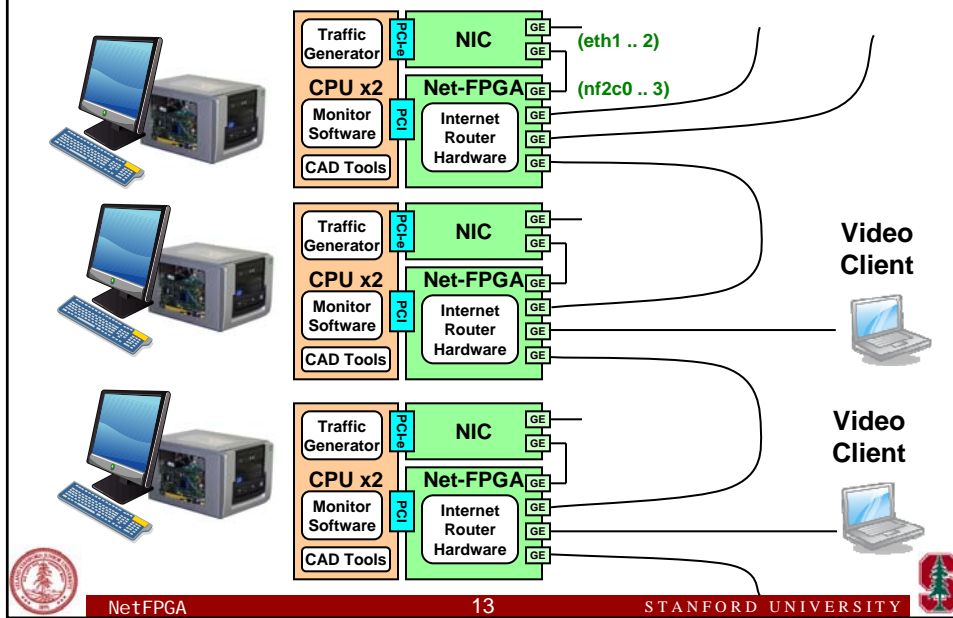 Traffic
Generator
PCI-e
NIC
GE
GE
(eth1 .. 2)
CPU x2
Net-FPGA
GE
(nf2c0 .. 3)
Monitor
Software
PCI
Internet
Router
Hardware
GE
GE
GE
CAD Tools
Traffic
Generator
PCI-e
NIC
GE
GE
CPU x2
Net-FPGA
GE
Monitor
Software
PCI
Internet
Router
Hardware
GE
GE
GE
CAD Tools
Video
Client
Traffic
Generator
PCI-e
NIC
GE
GE
CPU x2
Net-FPGA
GE
Monitor
Software
PCI
Internet
Router
Hardware
GE
GE
GE
CAD Tools
Video
Client
NetFPGA
13
STANFORD UNIVERSITY